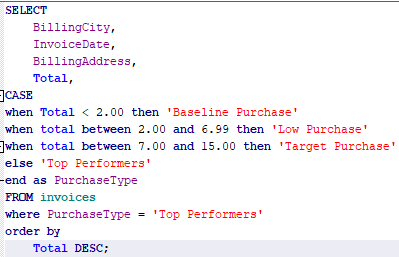 SELECT
BillingCity,
InvoiceDate,
BillingAddress,
Total,
CASE
when Total < 2.00 then 'Baseline Purchase'
when total between 2.00 and 6.99 then 'Low Purchase'
when total between 7.00 and 15.00 then 'Target Purchase'
else 'Top Performers'
end as PurchaseType
FROM invoices
where PurchaseType = 'Top Performers'
order by
Total DESC;